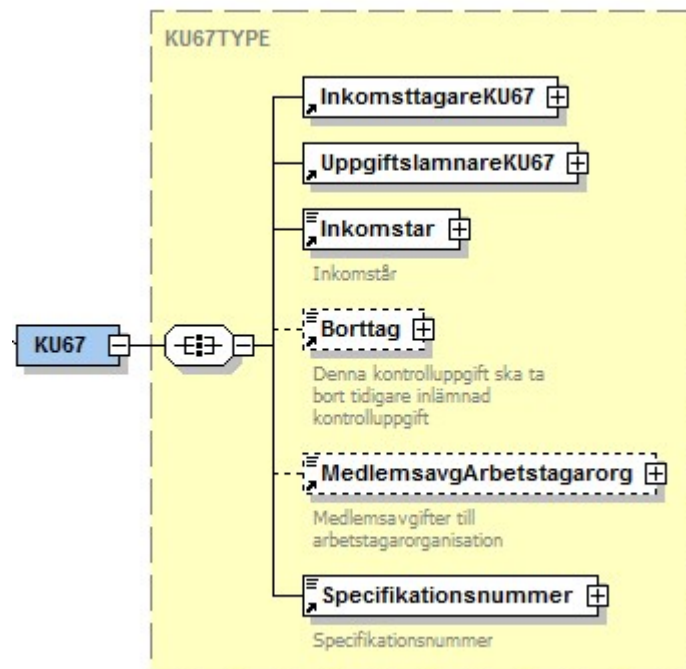 KU67TYPE
InkomsttagareKU67
UppgiftslamnareKU67
Inkomstar
Inkomstår
KU67
Borttag
Denna kontrolluppgift ska ta
bort tidigare inlämnad
kontrolluppgift
MedlemsavgArbetstagarorg
Medlemsavgifter till
arbetstagarorganisation
Specifikationsnummer
Specifikationsnummer